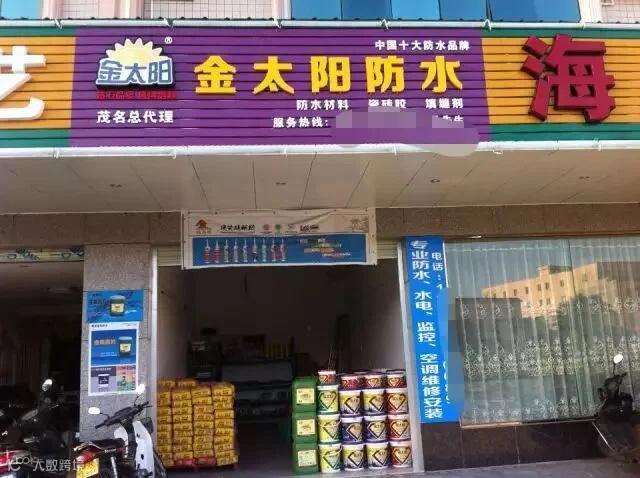 艺
金太阳
®
茂名总代理
中国十大防水品牌
金太阳防水
防水材料 瓷砖胶 填缝剂
服务热线:
先生
海
电话:1
专业防水、水电、监控、空调维修安装
大数跨境